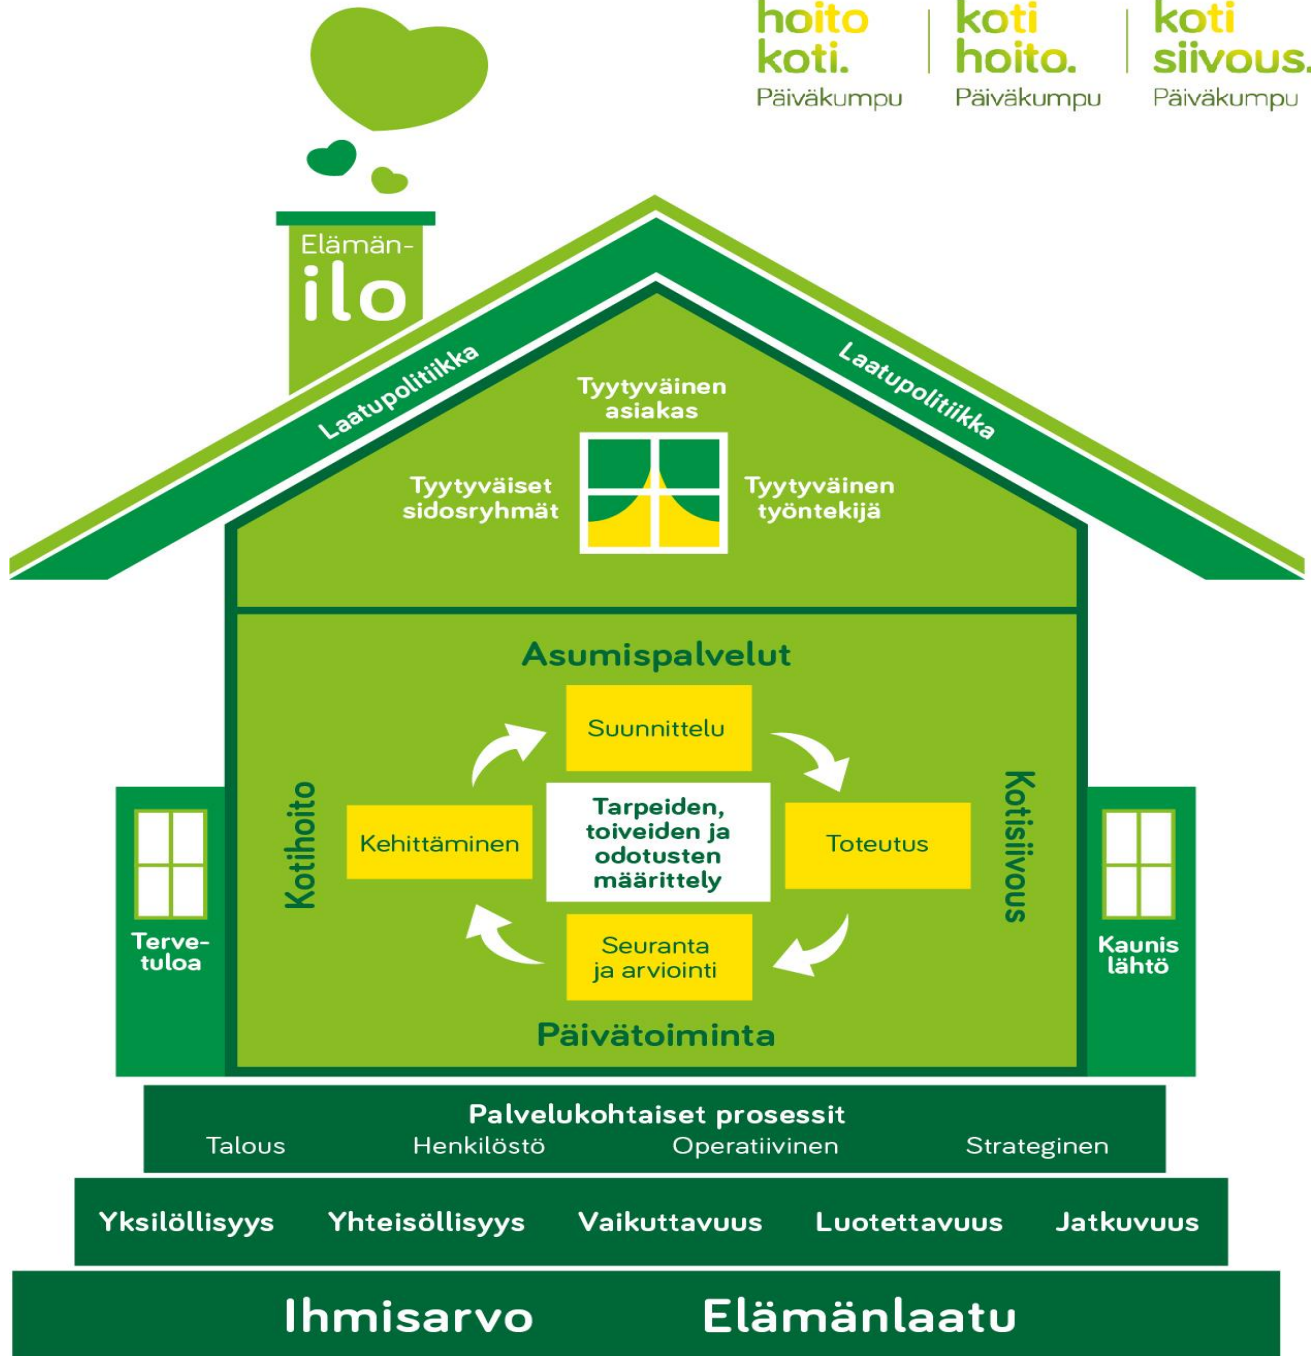 hoito
koti.
Päiväkumpu
koti
hoito.
Päiväkumpu
koti
siivous.
Päiväkumpu
Elämän-
ilo
Laatupolitiikka
Laatupolitiikka
Tyytyväinen
asiakas
Tyytyväiset
sidosryhmät
Tyytyväinen
työntekijä
Asumispalvelut
Suunnittelu
Kotihoito
Kehittäminen
Tarpeiden,
toiveiden ja
odotusten
määrittely
Toteutus
Kotisiivous
Seuranta
ja arviointi
Päivätoiminta
Terve-
tuloa
Kaunis
lähtö
Palvelukohtaiset prosessit
Talous Henkilöstö Operatiivinen Strateginen
Yksilöllisyys Yhteisöllisyys Vaikuttavuus Luotettavuus Jatkuvuus
Ihmisarvo Elämänlaatu